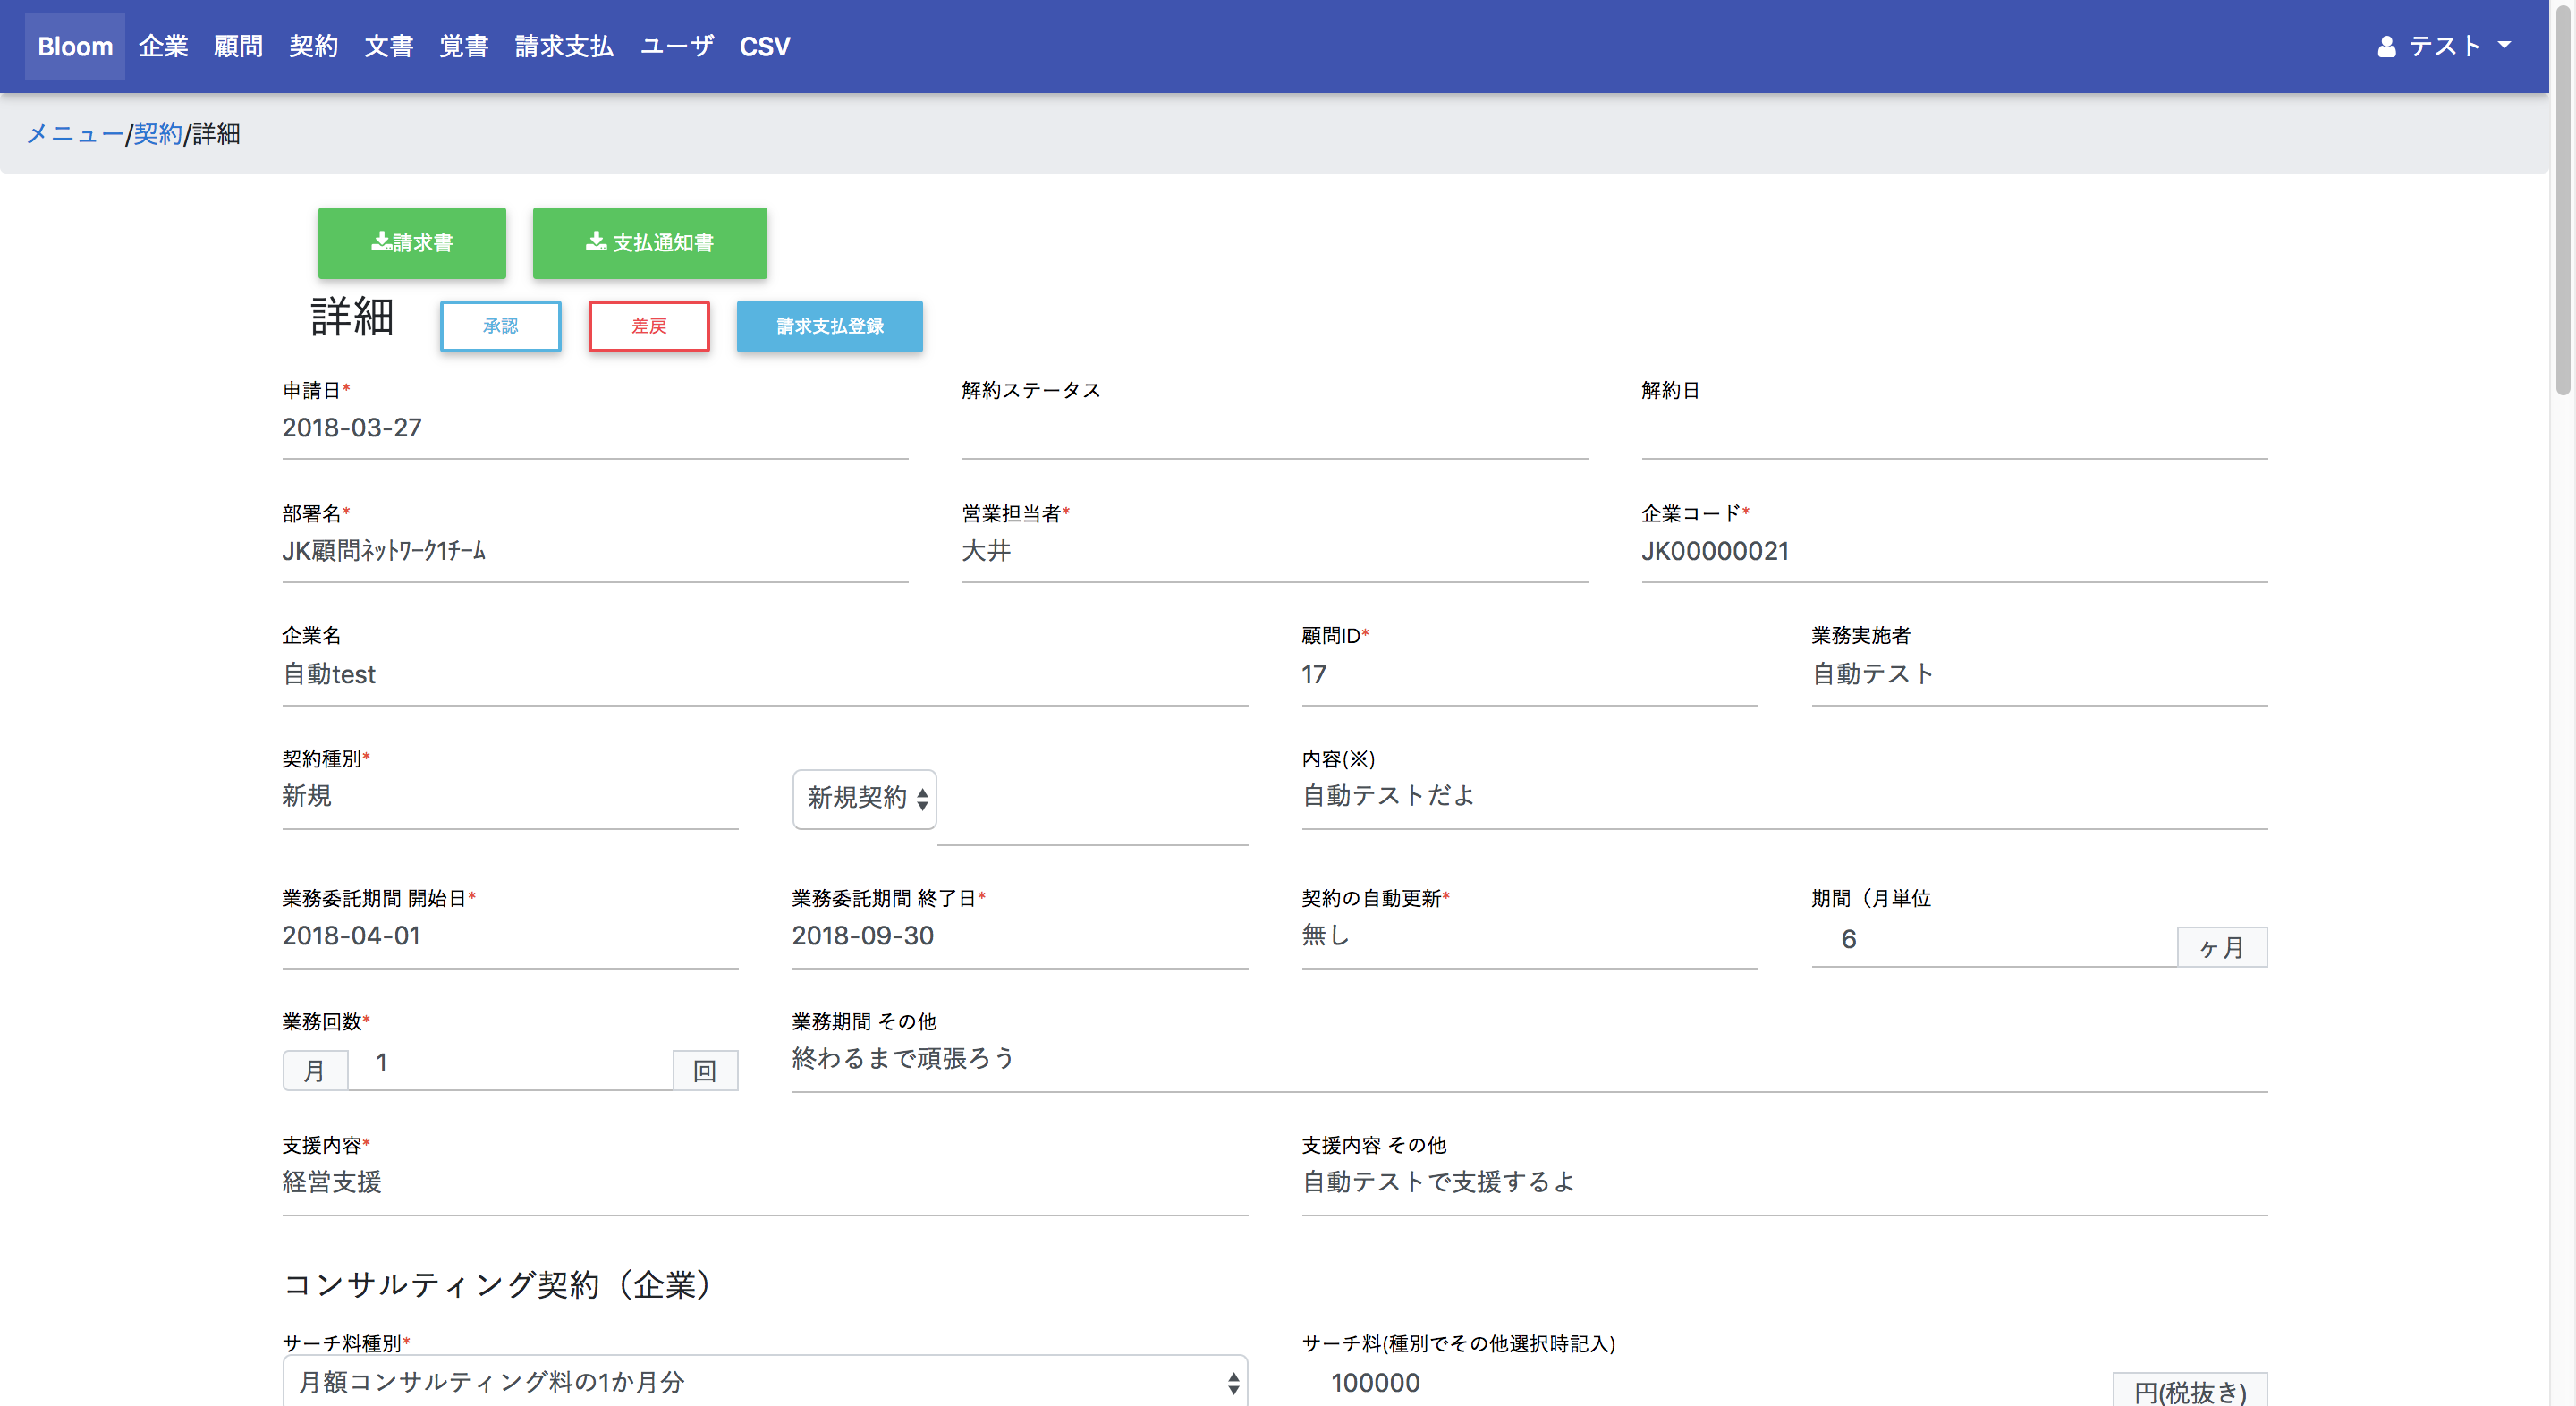 Bloom 企業 顧問 契約 文書 覚書 請求支払 ユーザ CSV テスト
メニュー/契約/詳細
請求書 支払通知書
詳細 承認 差戻 請求支払登録
申請日* 解約ステータス 解約日
2018-03-27
部署名* 営業担当者* 企業コード*
JK顧問ﾈｯﾄﾜｰｸ1ﾁｰﾑ 大井 JK00000021
企業名 顧問ID* 業務実施者
自動test 17 自動テスト
契約種別* 内容(※)
新規 新規契約 自動テストだよ
業務委託期間 開始日* 業務委託期間 終了日* 契約の自動更新* 期間（月単位
2018-04-01 2018-09-30 無し 6 ヶ月
業務回数* 業務期間 その他
月 1 回 終わるまで頑張ろう
支援内容* 支援内容 その他
経営支援 自動テストで支援するよ
コンサルティング契約（企業）
サーチ料種別* サーチ料(種別でその他選択時記入)
月額コンサルティング料の1か月分 100000 円(税抜き)